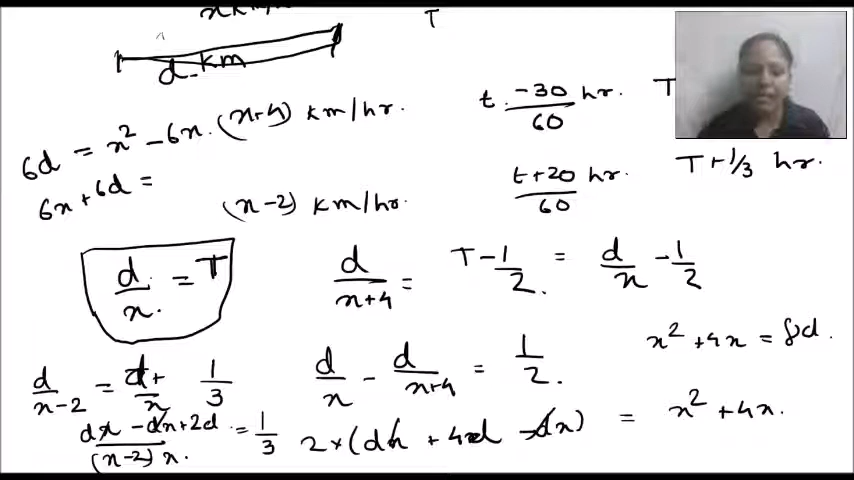 x km/hr T
d km
t - 30/60 hr. T
6d = x² - 6x. (x+4) km/hr.
6x + 6d =
t + 20/60 hr. T + 1/3 hr.
(x-2) km/hr.
d/x. = T
d/x+4 = T - 1/2. = d/x - 1/2
x² + 4x = 8d.
d/x-2 = d/x + 1/3
d/x - d/x+4 = 1/2.
dx - dx + 2d/(x-2) x. = 1/3
2 × (dx + 4d - dx) = x² + 4x.